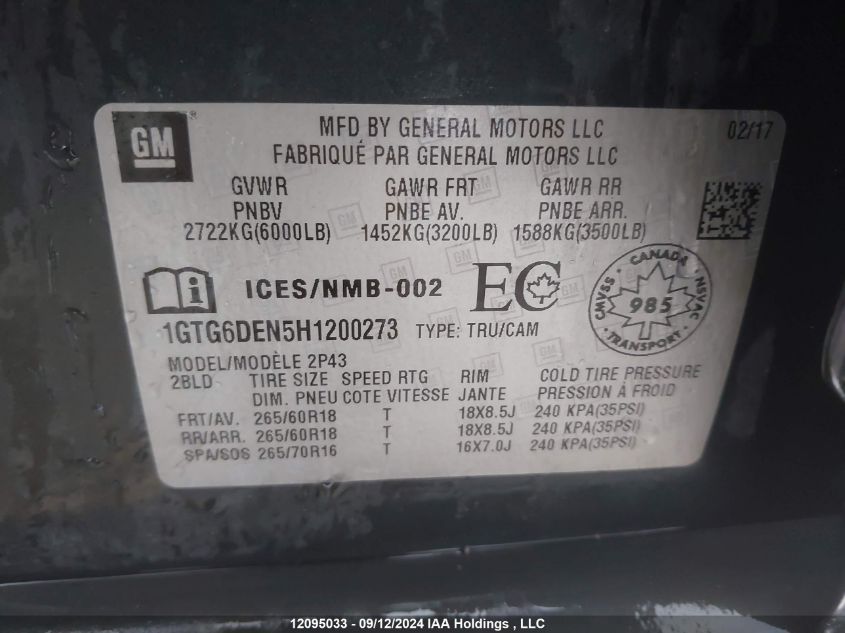 GM
MFD BY GENERAL MOTORS LLC
02/17
FABRIQUÉ PAR GENERAL MOTORS LLC
GVWR GAWR FRT GAWR RR
PNBV PNBE AV. PNBE ARR.
2722KG(6000LB) 1452KG(3200LB) 1588KG(3500LB)
i ICES/NMB-002 EC
CANADA
CMVSS 985 NSVAC
TRANSPORT
1GTG6DEN5H1200273 TYPE: TRU/CAM
MODEL/MODÈLE 2P43
2BLD TIRE SIZE SPEED RTG RIM COLD TIRE PRESSURE
DIM. PNEU COTE VITESSE JANTE PRESSION À FROID
FRT/AV. 265/60R18 T 18X8.5J 240 KPA(35PSI)
RR/ARR. 265/60R18 T 18X8.5J 240 KPA(35PSI)
SPA/SOS 265/70R16 T 16X7.0J 240 KPA(35PSI)
12095033 - 09/12/2024 IAA Holdings , LLC